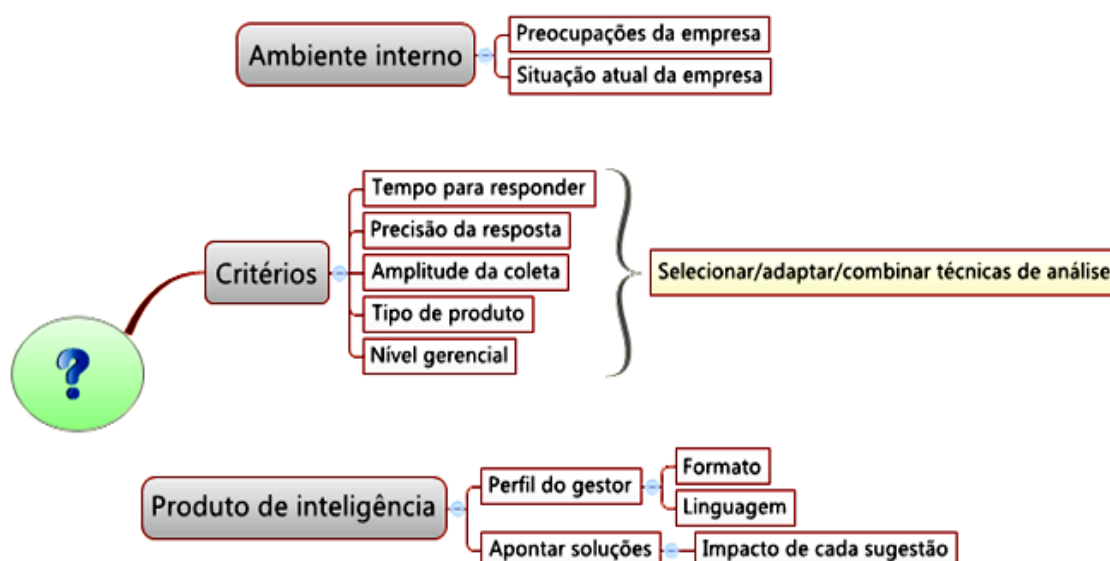 Ambiente interno
Preocupações da empresa
Situação atual da empresa
Critérios
Tempo para responder
Precisão da resposta
Amplitude da coleta
Tipo de produto
Nível gerencial
Selecionar/adaptar/combinar técnicas de análise
?
Produto de inteligência
Perfil do gestor
Formato
Linguagem
Apontar soluções
Impacto de cada sugestão